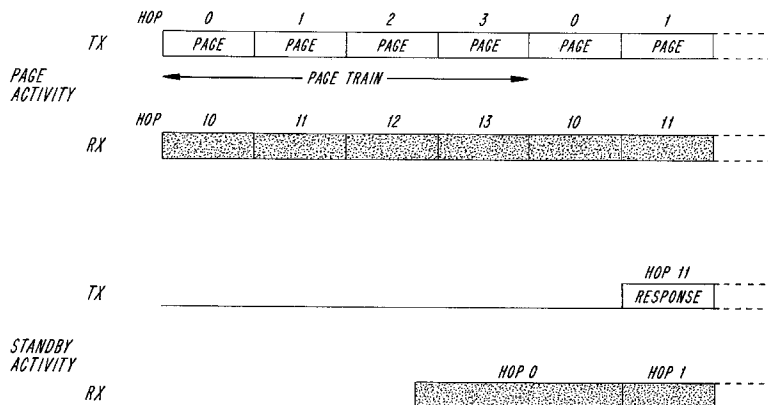 HOP 0 1 2 3 0 1
TX PAGE PAGE PAGE PAGE PAGE PAGE
PAGE ACTIVITY
PAGE TRAIN
HOP 10 11 12 13 10 11
RX
HOP 11
TX RESPONSE
STANDBY ACTIVITY
HOP 0 HOP 1
RX